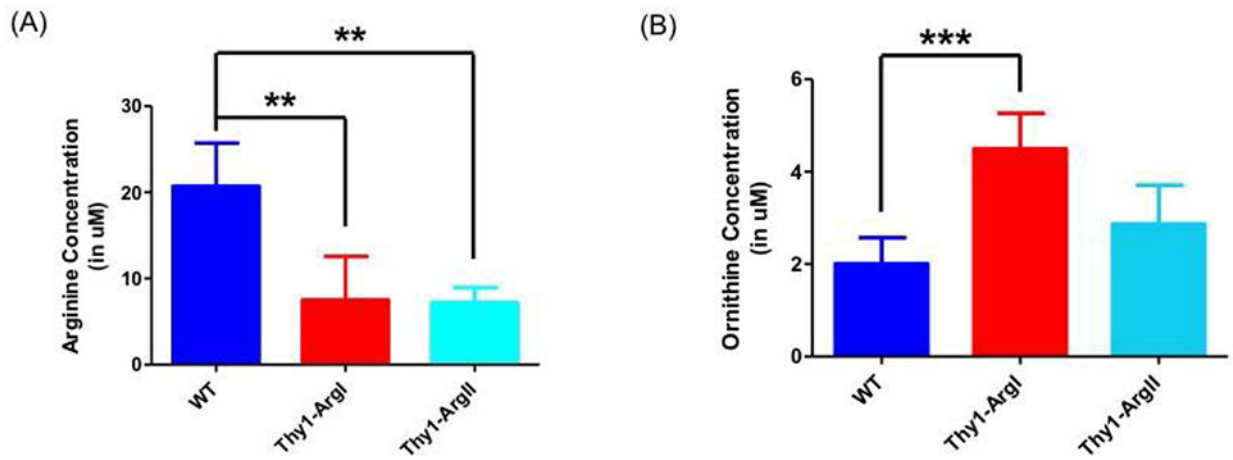 (A)
**
**
Arginine Concentration
(in uM)
30
20
10
0
WT
Thy1-ArgI
Thy1-ArgII
(B)
***
Ornithine Concentration
(in uM)
6
4
2
0
WT
Thy1-ArgI
Thy1-ArgII